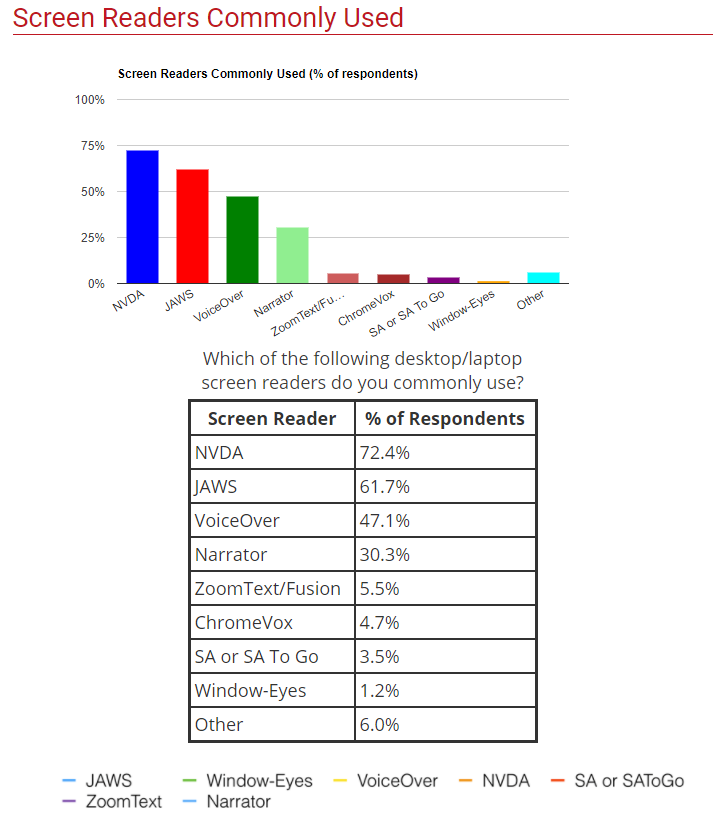 Screen Readers Commonly Used
Screen Readers Commonly Used (% of respondents)
100%
75%
50%
25%
0%
NVDA
JAWS
VoiceOver
Narrator
ZoomText/Fu...
ChromeVox
SA or SA To Go
Window-Eyes
Other
Which of the following desktop/laptop
screen readers do you commonly use?
Screen Reader % of Respondents
NVDA 72.4%
JAWS 61.7%
VoiceOver 47.1%
Narrator 30.3%
ZoomText/Fusion 5.5%
ChromeVox 4.7%
SA or SA To Go 3.5%
Window-Eyes 1.2%
Other 6.0%
JAWS Window-Eyes VoiceOver NVDA SA or SAToGo
ZoomText Narrator